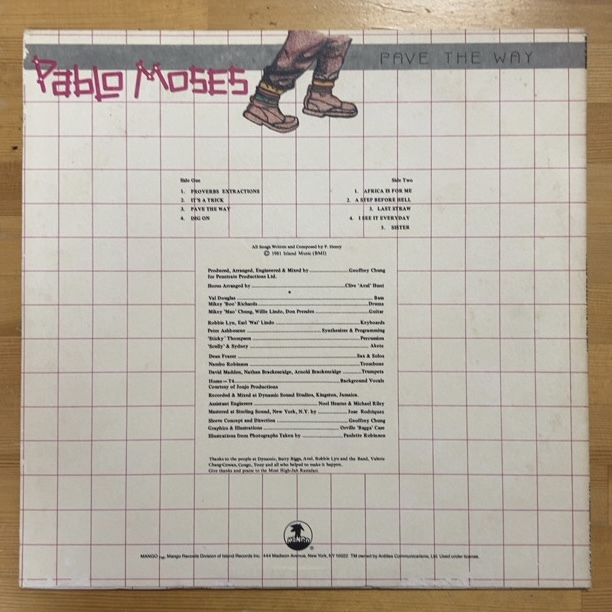 PAVE THE WAY
Pablo Moses
Side One
1. PROVERBS EXTRACTIONS
2. IT'S A TRICK
3. PAVE THE WAY
4. DIG ON
Side Two
1. AFRICA IS FOR ME
2. A STEP BEFORE HELL
3. LAST STRAW
4. I SEE IT EVERYDAY
5. SISTER
All Songs Written and Composed by P. Henry
© 1981 Island Music (BMI)
Produced, Arranged, Engineered & Mixed by Geoffrey Chung
for Penetrate Productions Ltd.
Horns Arranged by Clive 'Azul' Hunt
Val Douglas Bass
Mikey 'Boo' Richards Drums
Mikey 'Mao' Chung, Willie Lindo, Don Prendes Guitar
Robbie Lyn, Earl 'Wal' Lindo Keyboards
Peter Ashbourne Synthesizer & Programming
'Sticky' Thompson Percussion
'Scully' & Sydney Akete
Dean Frazer Sax & Solos
Nambo Robinson Trombone
David Madden, Nathan Brackenridge, Arnold Brackenridge Trumpets
Home—T4 Background Vocals
Courtesy of Jonjo Productions
Recorded & Mixed at Dynamic Sound Studios, Kingston, Jamaica.
Assistant Engineers Noel Hearne & Michael Riley
Mastered at Sterling Sound, New York, N.Y. by Jose Rodriquez
Sleeve Concept and Direction Geoffrey Chung
Graphics & Illustrations Orville 'Bagga' Case
Illustrations from Photographs Taken by Paulette Robinson
Thanks to the people at Dynamic, Barry Biggs, Azul, Robbie Lyn and the Band, Valerie
Chang-Cowan, Congo, Tony and all who helped to make it happen.
Give thanks and praise to the Most High-Jah Rastafari.
MANGO
®
MANGO TM, Mango Records Division of Island Records Inc. 444 Madison Avenue, New York, NY 10022 TM owned by Antilles Communications, Ltd. Used under license.